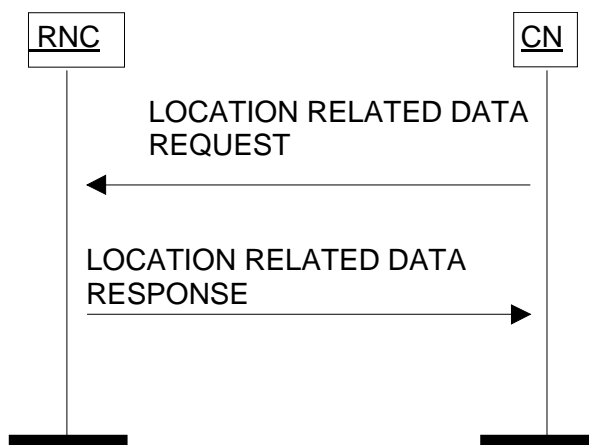 RNC
CN
LOCATION RELATED DATA
REQUEST
LOCATION RELATED DATA
RESPONSE